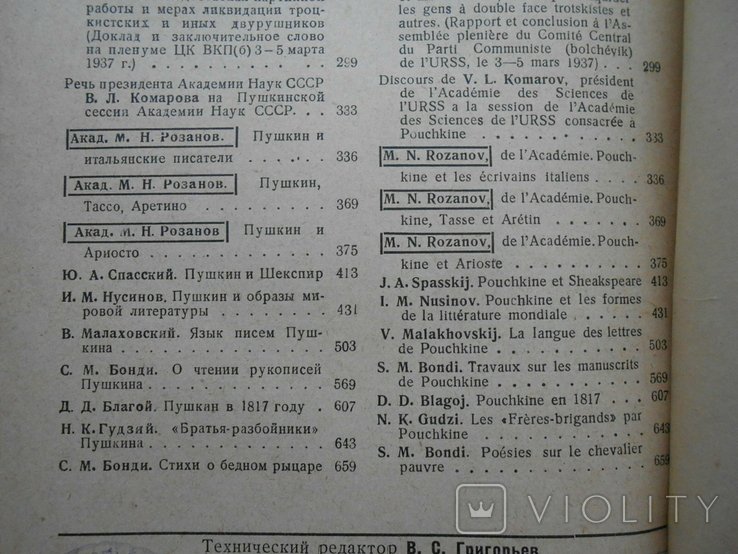 работы и мерах ликвидации троц-
кистских и иных двурушников
(Доклад и заключительное слово
на пленуме ЦК ВКП(б) 3—5 марта
1937 г.) . . . . . . . . . . . 299
Речь президента Академии Наук СССР
В. Л. Комарова на Пушкинской
сессии Академии Наук СССР. . . 333
Акад. М. Н. Розанов. Пушкин и
итальянские писатели . . . . . 336
Акад. М. Н. Розанов. Пушкин,
Тассо, Аретино . . . . . . . . 369
Акад. М. Н. Розанов Пушкин и
Ариосто . . . . . . . . . . . 375
Ю. А. Спасский. Пушкин и Шекспир 413
И. М. Нусинов. Пушкин и образы ми-
ровой литературы . . . . . . . 431
В. Малаховский. Язык писем Пуш-
кина . . . . . . . . . . . . . 503
С. М. Бонди. О чтении рукописей
Пушкина . . . . . . . . . . . 569
Д. Д. Благой. Пушкан в 1817 году . 607
Н. К. Гудзий. «Братья-разбойники»
Пушкина . . . . . . . . . . . 643
С. М. Бонди. Стихи о бедном рыцаре 659
les gens à double face trotskistes et
autres. (Rapport et conclusion à l'As-
semblée plenière du Comité Central
du Parti Communiste (bolchévik)
de l'URSS, le 3—5 mars 1937) . . . 299
Discours de V. L. Komarov, président
de l'Académie des Sciences de
l'URSS a la session de l'Académie
des Sciences de l'URSS consacrée à
Pouchkine . . . . . . . . . . 333
M. N. Rozanov, de l'Académie. Pouch-
kine et les écrivains italiens . . . 336
M. N. Rozanov, de l'Académie. Pouch-
kine, Tasse et Arétin . . . . . . 369
M. N. Rozanov, de l'Académie. Pouch-
kine et Arioste . . . . . . . . 375
J. A. Spasskij. Pouchkine et Sheakspeare 413
I. M. Nusinov. Pouchkine et les formes
de la littérature mondiale . . . . 431
V. Malakhovskij. La langue des lettres
de Pouchkine . . . . . . . . . 503
S. M. Bondi. Travaux sur les manuscrits
de Pouchkine . . . . . . . . . 569
D. D. Blagoj. Pouchkine en 1817 . . . 607
N. K. Gudzi. Les «Frères-brigands» par
Pouchkine . . . . . . . . . . 643
S. M. Bondi. Poésies sur le chevalier
pauvre . . . . . . . . . . . . 659
Технический редактор В. С. Григорьев
VIOLITY